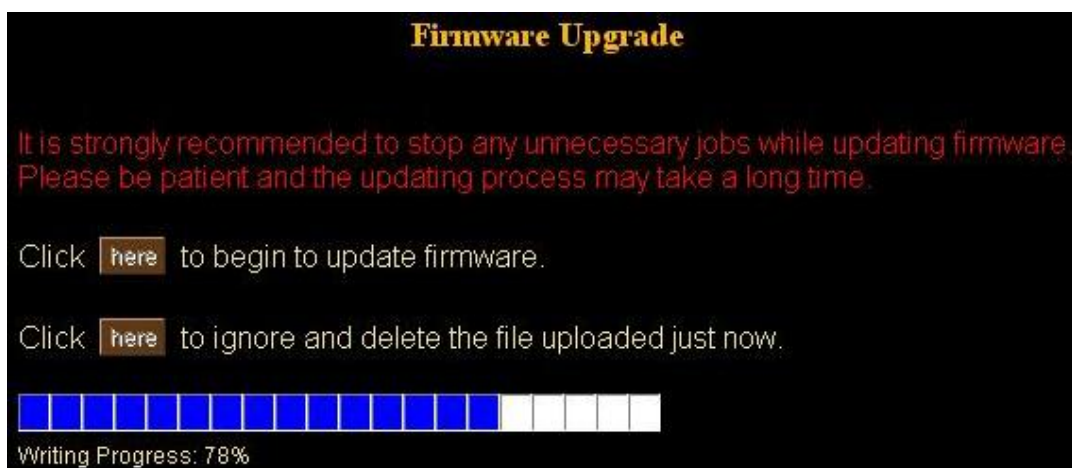 Firmware Upgrade
It is strongly recommended to stop any unnecessary jobs while updating firmware.
Please be patient and the updating process may take a long time.
Click here to begin to update firmware.
Click here to ignore and delete the file uploaded just now.
Writing Progress: 78%